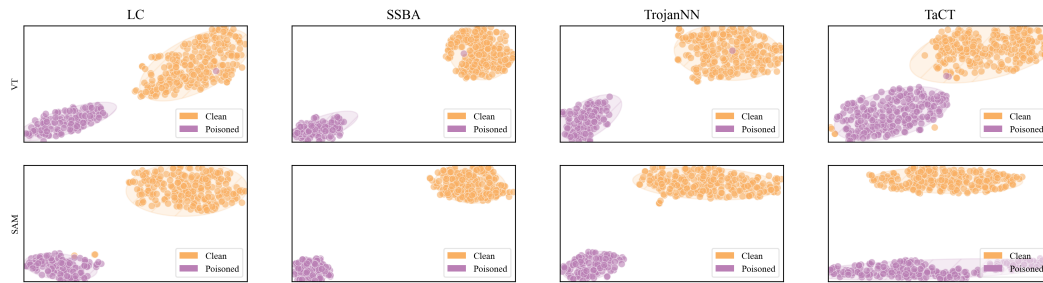 LC SSBA TrojanNN TaCT
VT
Clean Clean Clean Clean
Poisoned Poisoned Poisoned Poisoned
SAM
Clean Clean Clean Clean
Poisoned Poisoned Poisoned Poisoned